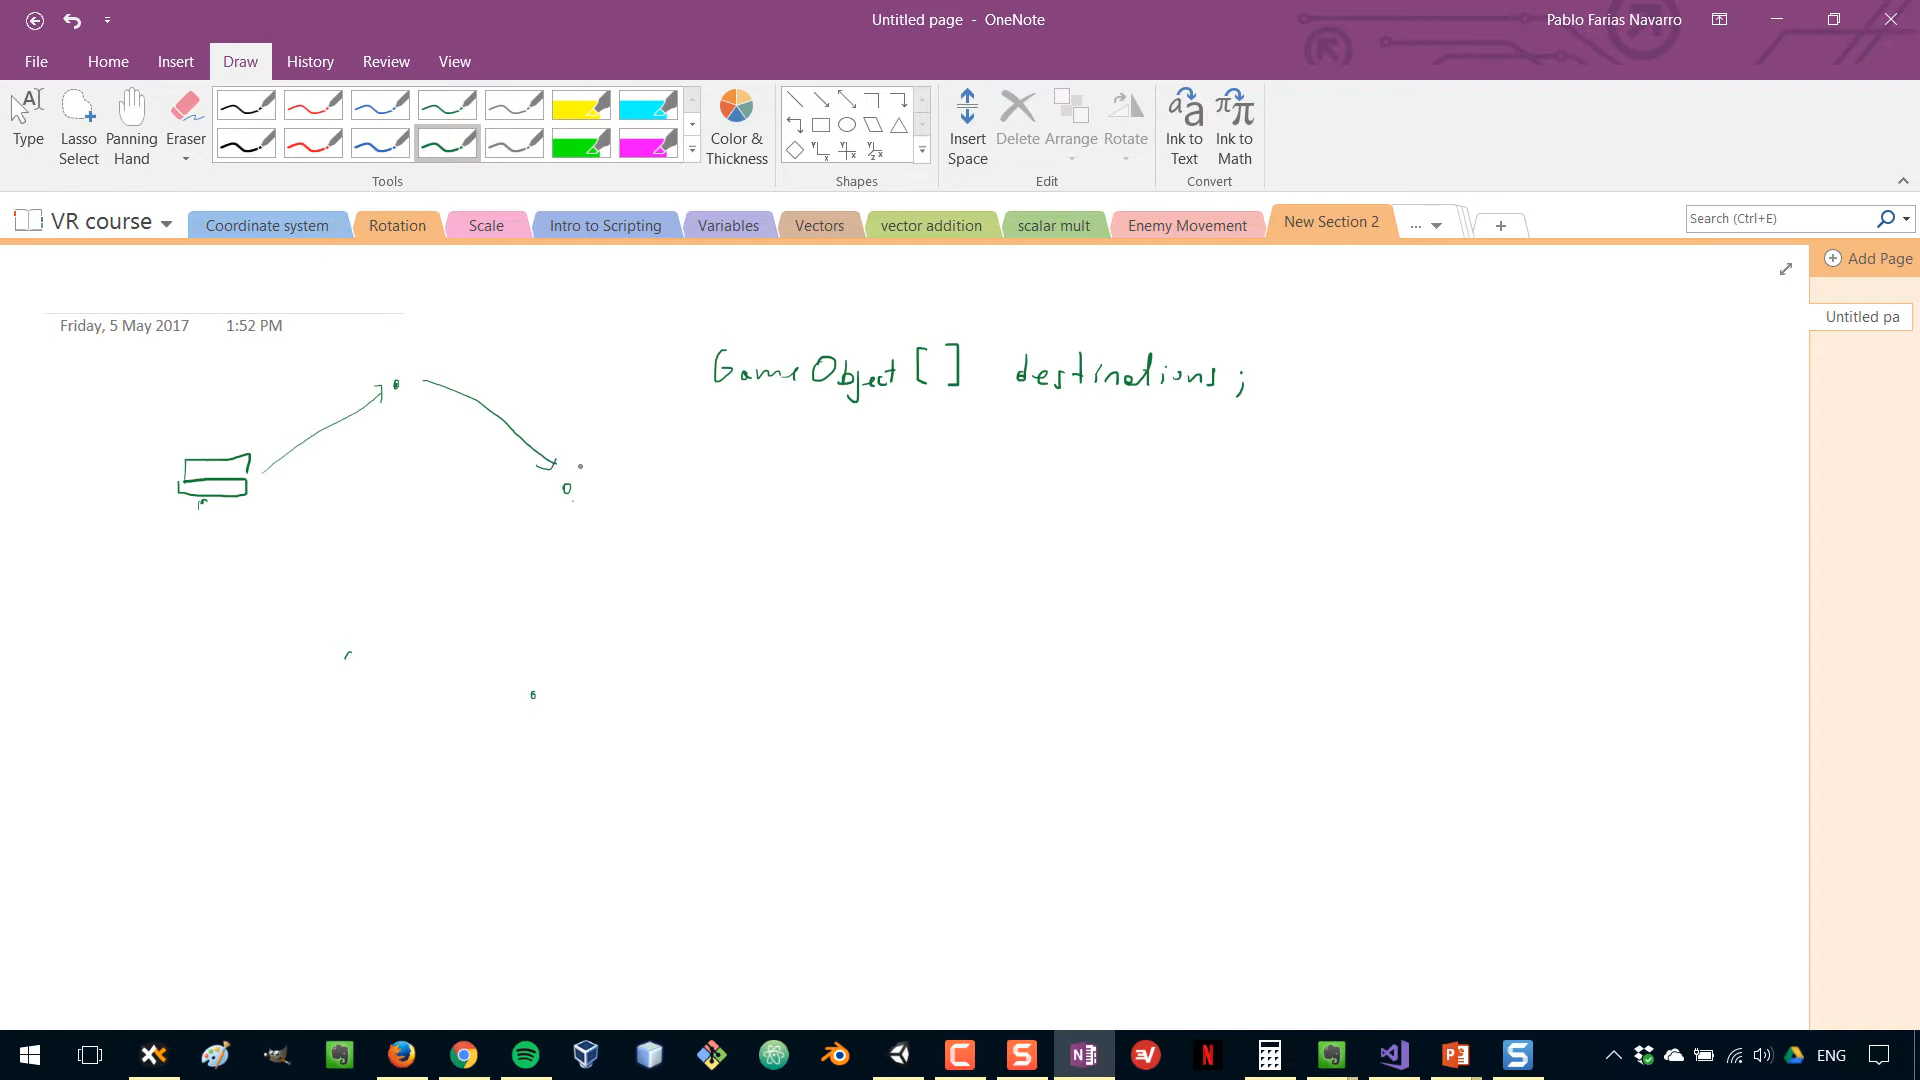 Untitled page - OneNote
Pablo Farias Navarro
File Home Insert Draw History Review View
Type
Lasso Select
Panning Hand
Eraser
Color & Thickness
Insert Space
Delete
Arrange
Rotate
Ink to Text
Ink to Math
Tools
Shapes
Edit
Convert
VR course
Coordinate system
Rotation
Scale
Intro to Scripting
Variables
Vectors
vector addition
scalar mult
Enemy Movement
New Section 2
...
Search (Ctrl+E)
Add Page
Untitled pa
Friday, 5 May 2017 1:52 PM
GameObject [ ] destinations ;
ENG